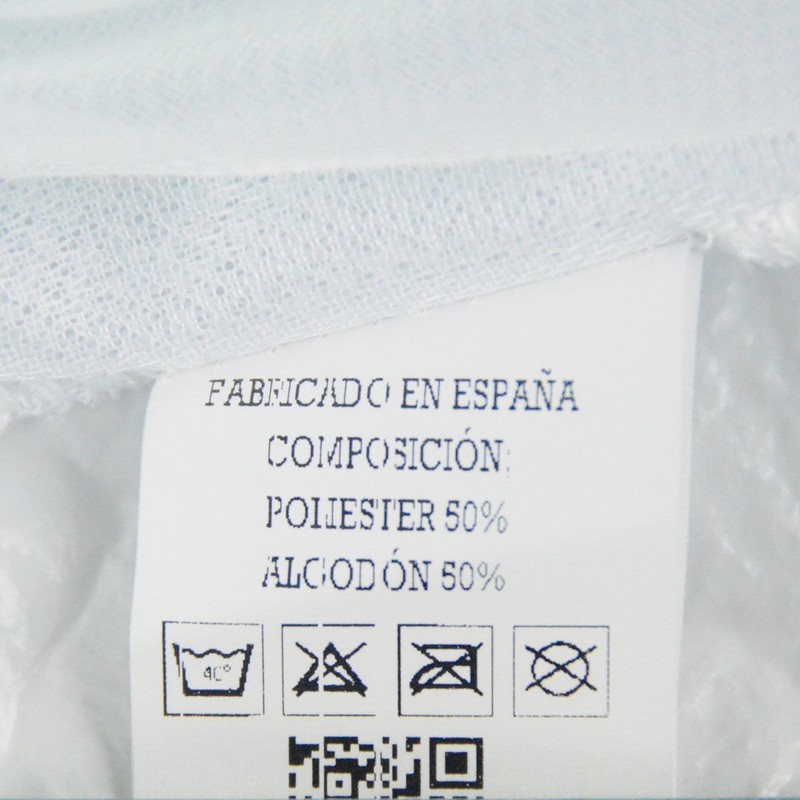 FABRICADO EN ESPAÑA
COMPOSICIÓN:
POLIESTER 50%
ALGODÓN 50%
40°